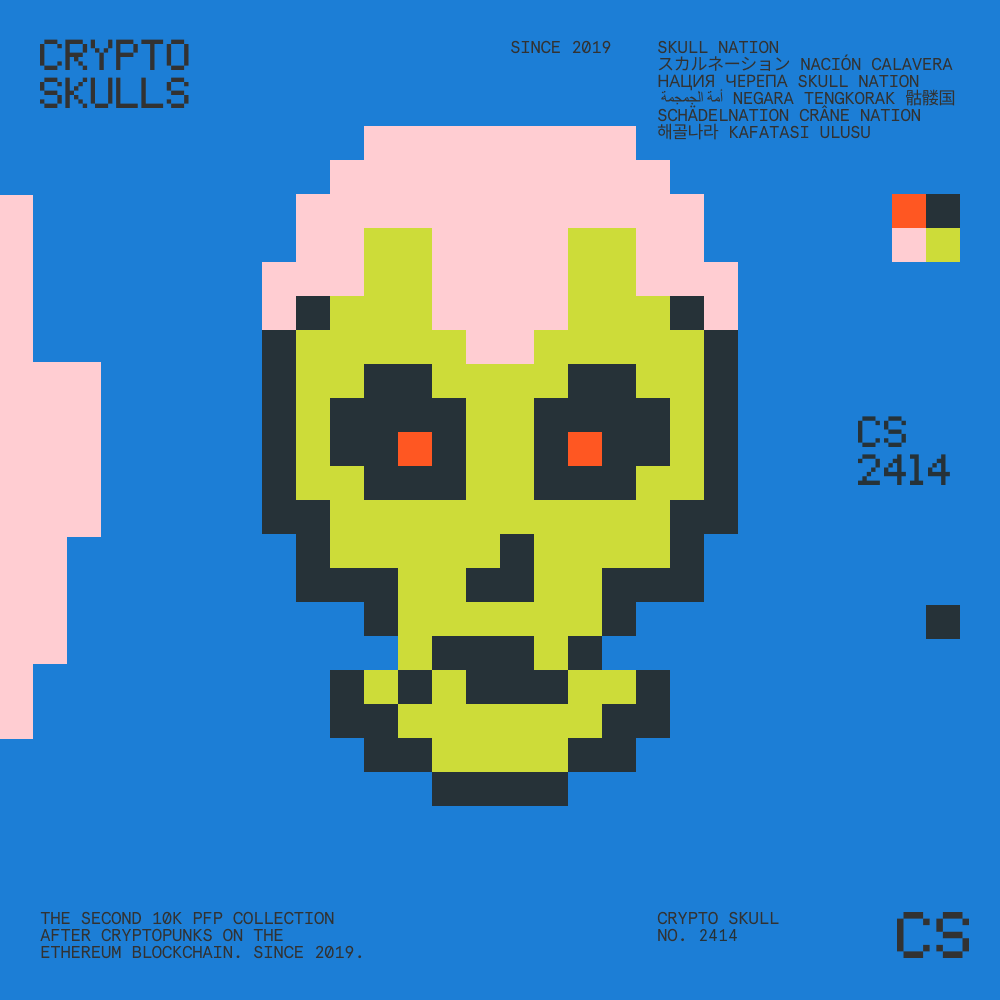 CRYPTO
SKULLS
SINCE 2019
SKULL NATION
スカルネーション NACIÓN CALAVERA
НАЦИЯ ЧЕРЕПА SKULL NATION
أمة الجمجمة NEGARA TENGKORAK 骷髅国
SCHÄDELNATION CRÂNE NATION
해골나라 KAFATASI ULUSU
CS
2414
THE SECOND 10K PFP COLLECTION
AFTER CRYPTOPUNKS ON THE
ETHEREUM BLOCKCHAIN. SINCE 2019.
CRYPTO SKULL
NO. 2414
CS